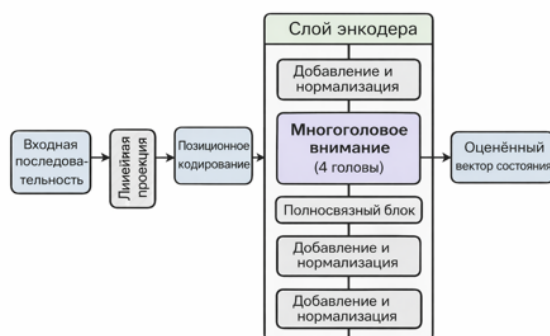 Слой энкодера
Добавление и
нормализация
Входная
последова-
тельность
Линейная
проекция
Позиционное
кодирование
Многоголовое
внимание
(4 головы)
Оценённый
вектор состояния
Полносвязный блок
Добавление и
нормализация
Добавление и
нормализация